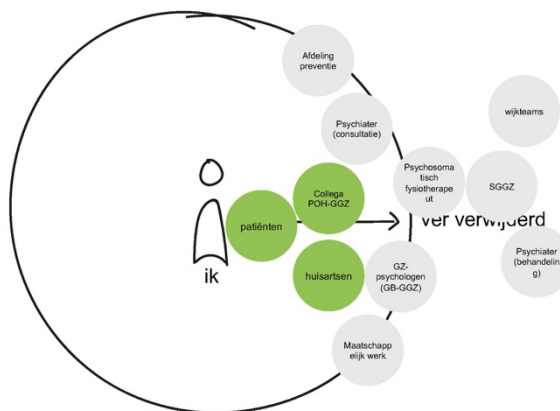 Afdeling
preventie
wijkteams
Psychiater
(consultatie)
Psychosoma
tisch
fysiotherape
ut
SGGZ
Collega
POH-GGZ
patiënten
ver verwijderd
Psychiater
(behandelin
g)
huisartsen
GZ-
psychologen
(GB-GGZ)
ik
Maatschapp
elijk werk